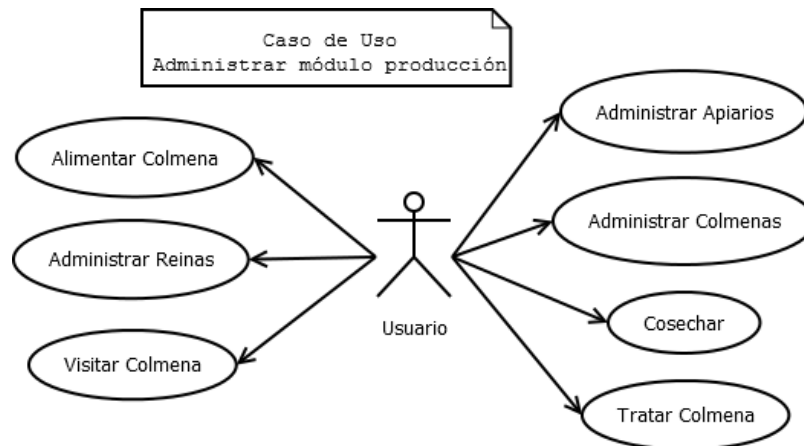 Caso de Uso
Administrar módulo producción
Alimentar Colmena
Administrar Reinas
Visitar Colmena
Usuario
Administrar Apiarios
Administrar Colmenas
Cosechar
Tratar Colmena